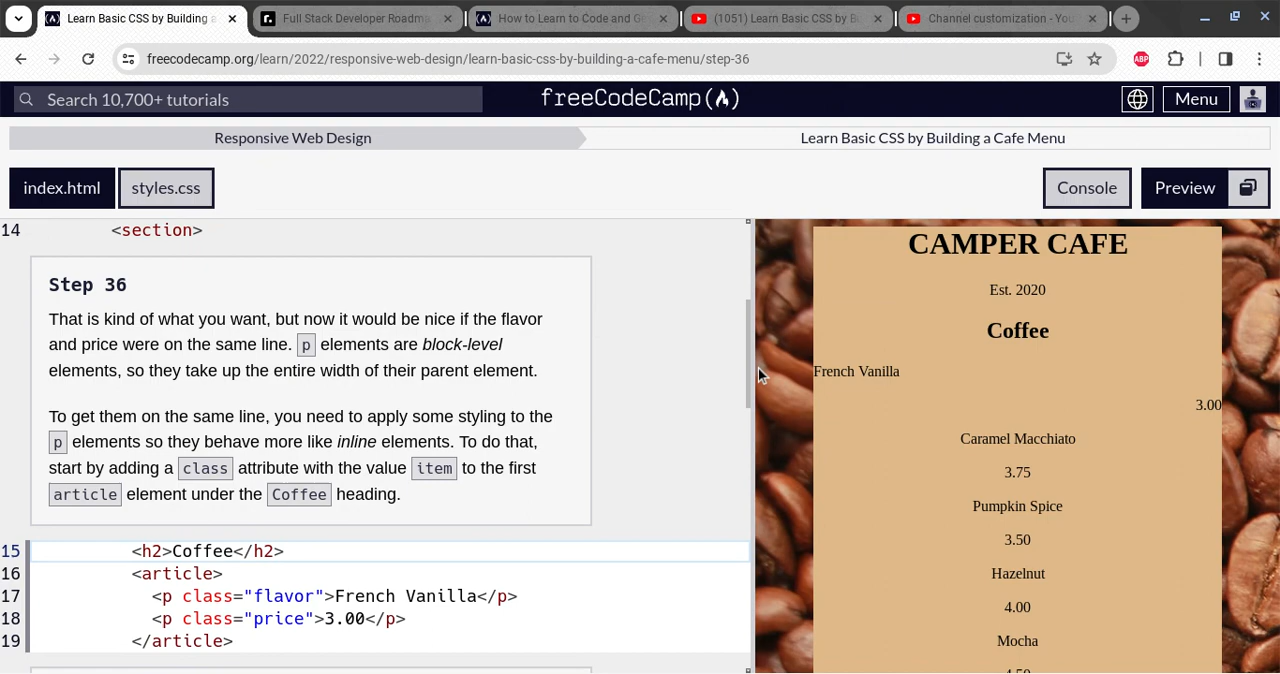 Learn Basic CSS by Building a
Full Stack Developer Roadma
How to Learn to Code and Ge
(1051) Learn Basic CSS by Bu
Channel customization - You
freecodecamp.org/learn/2022/responsive-web-design/learn-basic-css-by-building-a-cafe-menu/step-36
ABP
Search 10,700+ tutorials
freeCodeCamp
Menu
Responsive Web Design
Learn Basic CSS by Building a Cafe Menu
index.html
styles.css
Console
Preview
14 <section>
Step 36
That is kind of what you want, but now it would be nice if the flavor
and price were on the same line. p elements are block-level
elements, so they take up the entire width of their parent element.
To get them on the same line, you need to apply some styling to the
p elements so they behave more like inline elements. To do that,
start by adding a class attribute with the value item to the first
article element under the Coffee heading.
15 <h2>Coffee</h2>
16 <article>
17 <p class="flavor">French Vanilla</p>
18 <p class="price">3.00</p>
19 </article>
CAMPER CAFE
Est. 2020
Coffee
French Vanilla
3.00
Caramel Macchiato
3.75
Pumpkin Spice
3.50
Hazelnut
4.00
Mocha